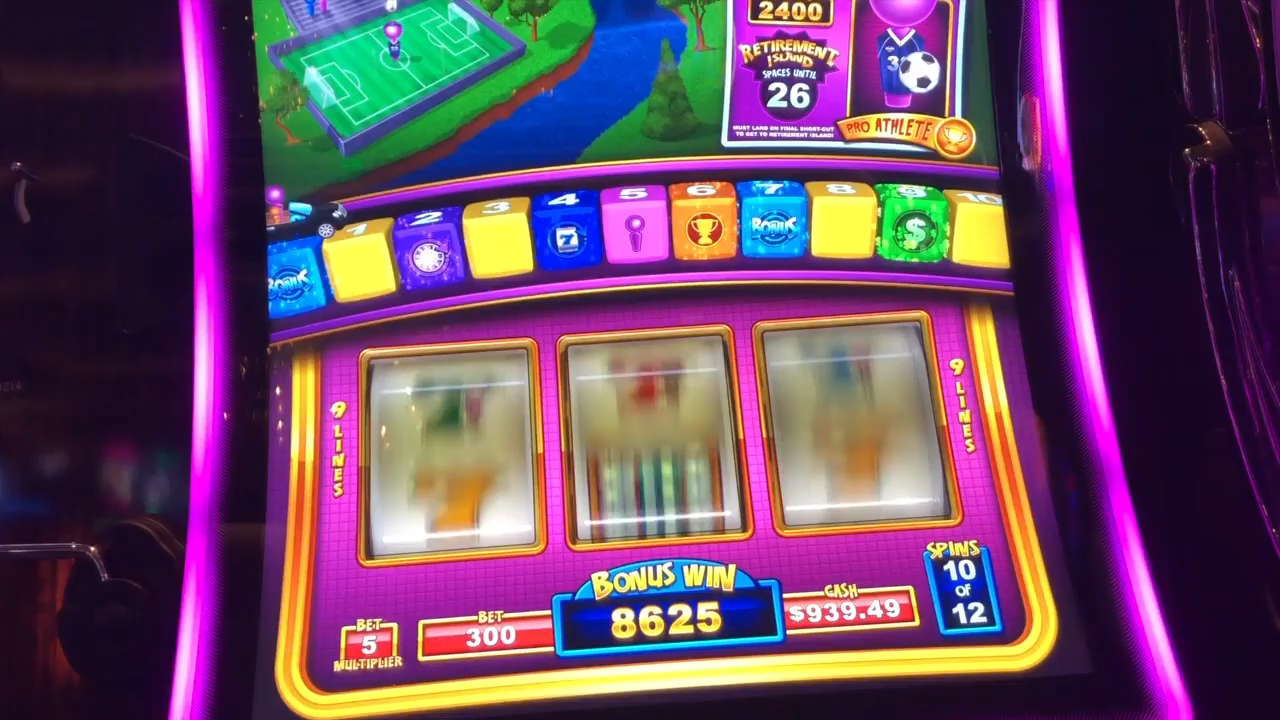 2400
RETIREMENT
ISLAND
SPACES UNTIL
26
MUST LAND ON FINAL SHORT-CUT
TO GET TO RETIREMENT ISLAND!
3
PRO ATHLETE
1 2 3 4 5 6 7 8 9 10
BONUS
7
BONUS
$
9 LINES
9 LINES
BONUS WIN
8625
BET
5
MULTIPLIER
BET
300
CASH
$939.49
SPINS
10
OF
12